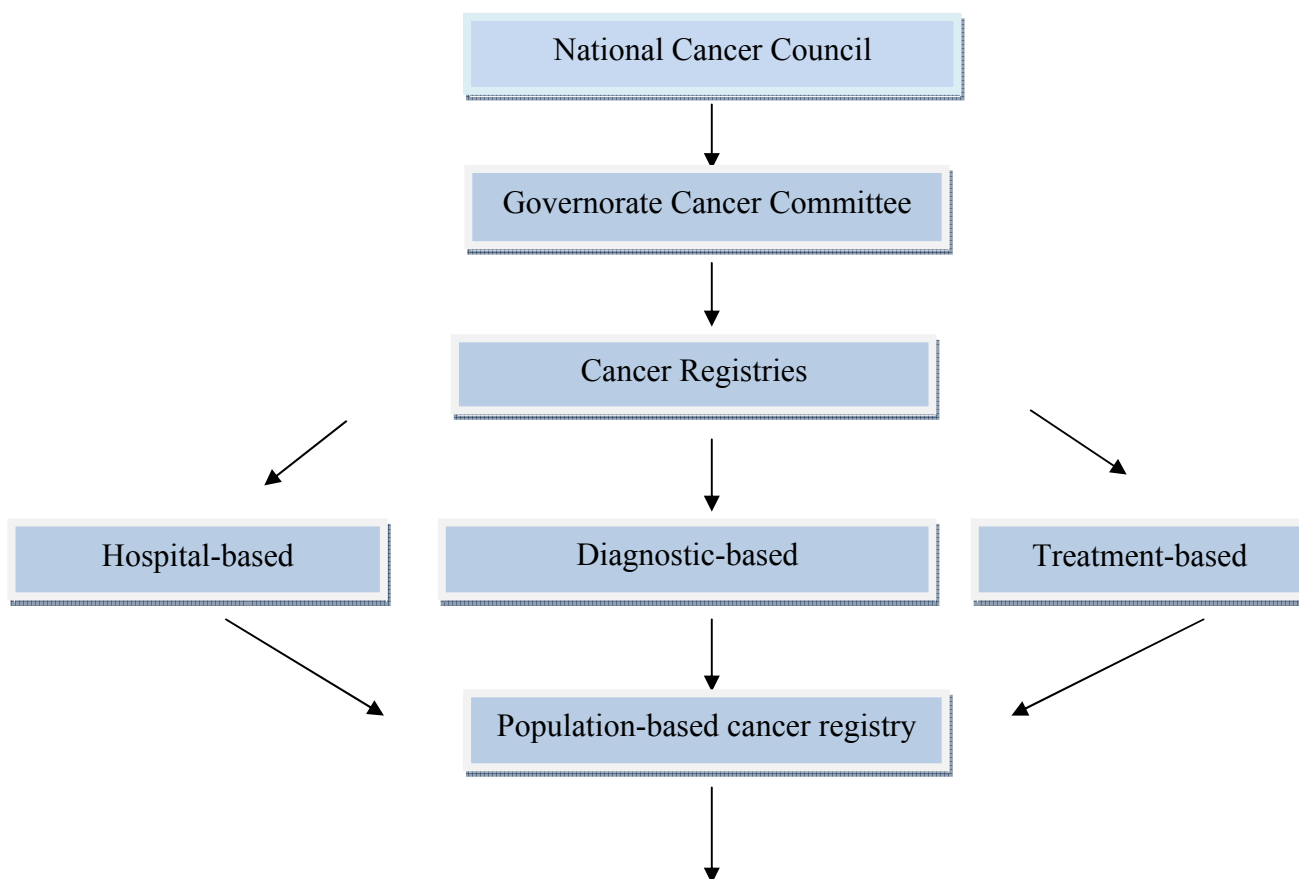 National Cancer Council
Governorate Cancer Committee
Cancer Registries
Hospital-based
Diagnostic-based
Treatment-based
Population-based cancer registry